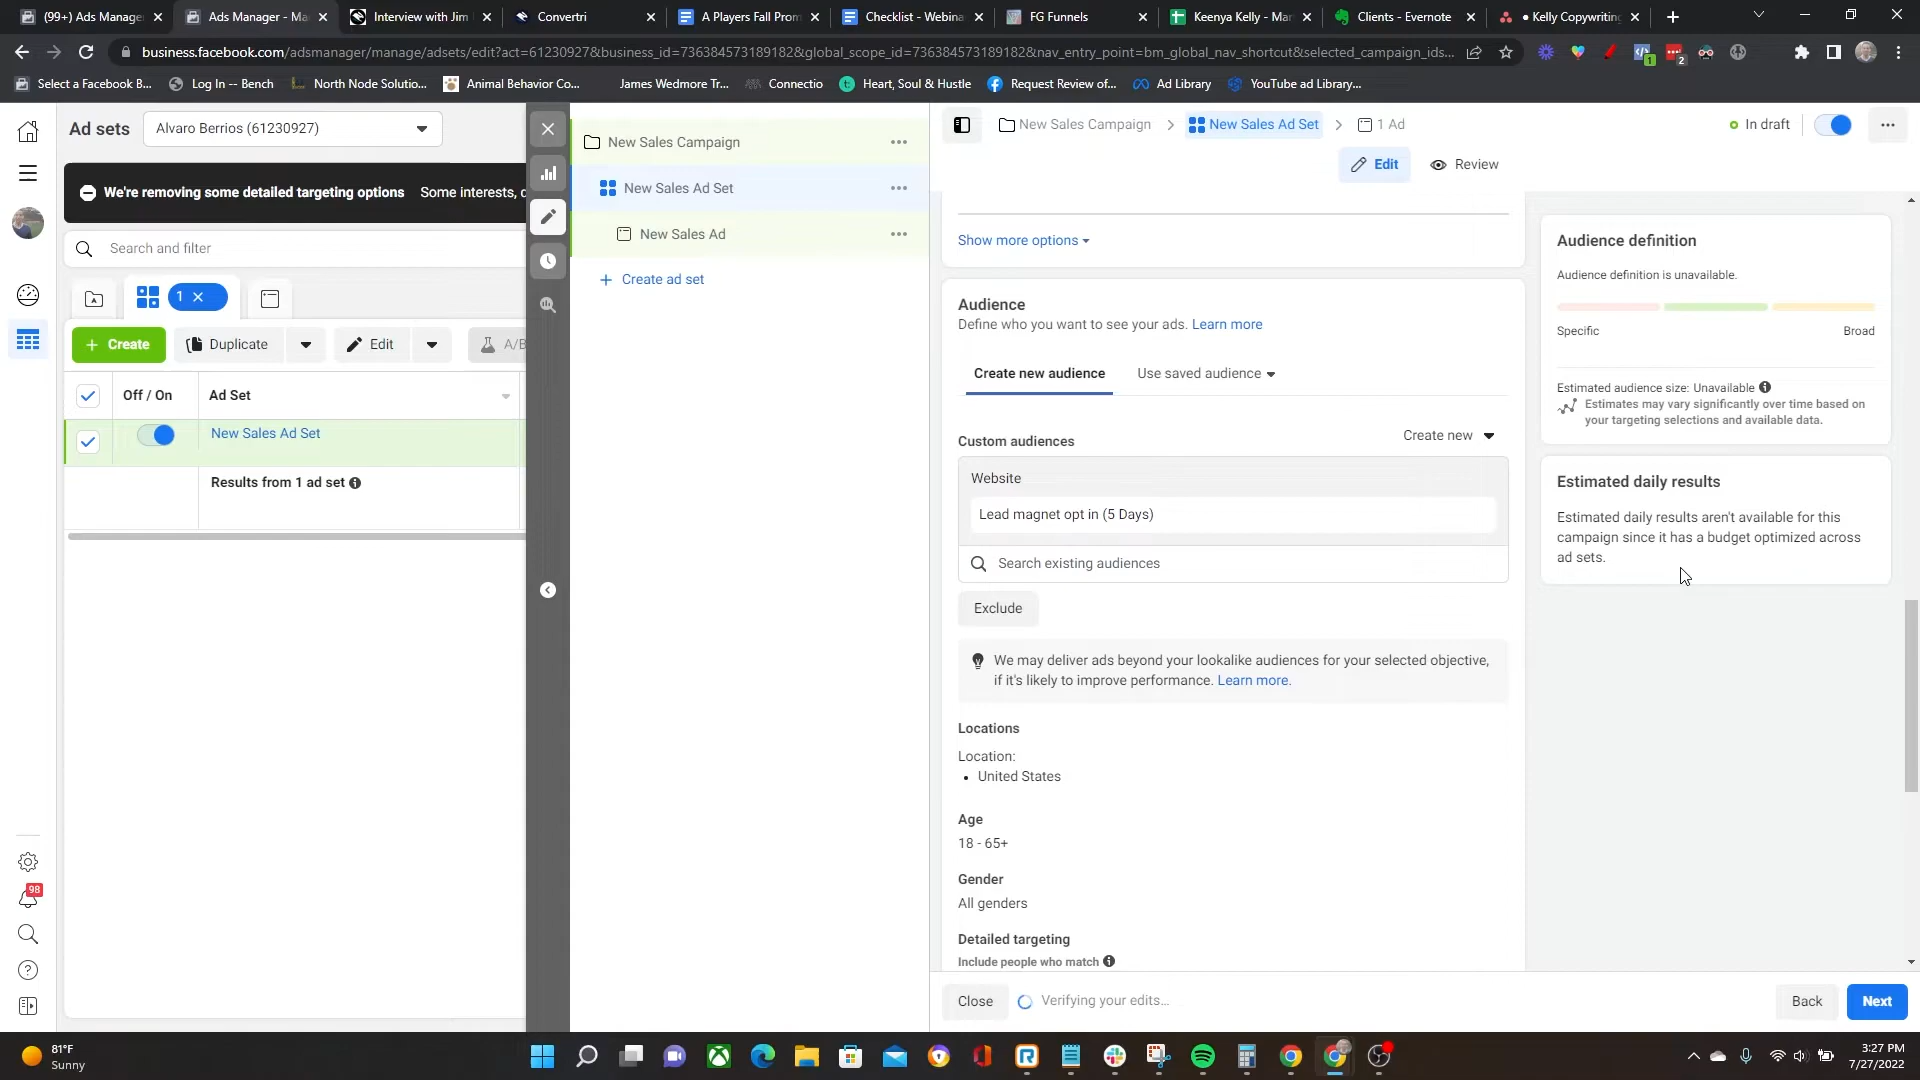 (99+) Ads Manage
Ads Manager - Ma
Interview with Jim
Convertri
A Players Fall Prom
Checklist - Webina
FG Funnels
Keenya Kelly - Mar
Clients - Evernote
• Kelly Copywriting
business.facebook.com/adsmanager/manage/adsets/edit?act=61230927&business_id=736384573189182&global_scope_id=736384573189182&nav_entry_point=bm_global_nav_shortcut&selected_campaign_ids...
1
2
Select a Facebook B...
Log In -- Bench
North Node Solutio...
Animal Behavior Co...
James Wedmore Tr...
Connectio
Heart, Soul & Hustle
Request Review of...
Ad Library
YouTube ad Library...
Ad sets
Alvaro Berrios (61230927)
We're removing some detailed targeting options Some interests,
Search and filter
1
Create
Duplicate
Edit
A/B
Off / On
Ad Set
New Sales Ad Set
Results from 1 ad set
98
New Sales Campaign
New Sales Ad Set
New Sales Ad
Create ad set
New Sales Campaign
New Sales Ad Set
1 Ad
In draft
Edit
Review
Show more options
Audience
Define who you want to see your ads. Learn more
Create new audience
Use saved audience
Custom audiences
Create new
Website
Lead magnet opt in (5 Days)
Search existing audiences
Exclude
We may deliver ads beyond your lookalike audiences for your selected objective,
if it's likely to improve performance. Learn more.
Locations
Location:
• United States
Age
18 - 65+
Gender
All genders
Detailed targeting
Include people who match
Close
Verifying your edits...
Back
Next
Audience definition
Audience definition is unavailable.
Specific
Broad
Estimated audience size: Unavailable
Estimates may vary significantly over time based on
your targeting selections and available data.
Estimated daily results
Estimated daily results aren't available for this
campaign since it has a budget optimized across
ad sets.
81°F
Sunny
3:27 PM
7/27/2022